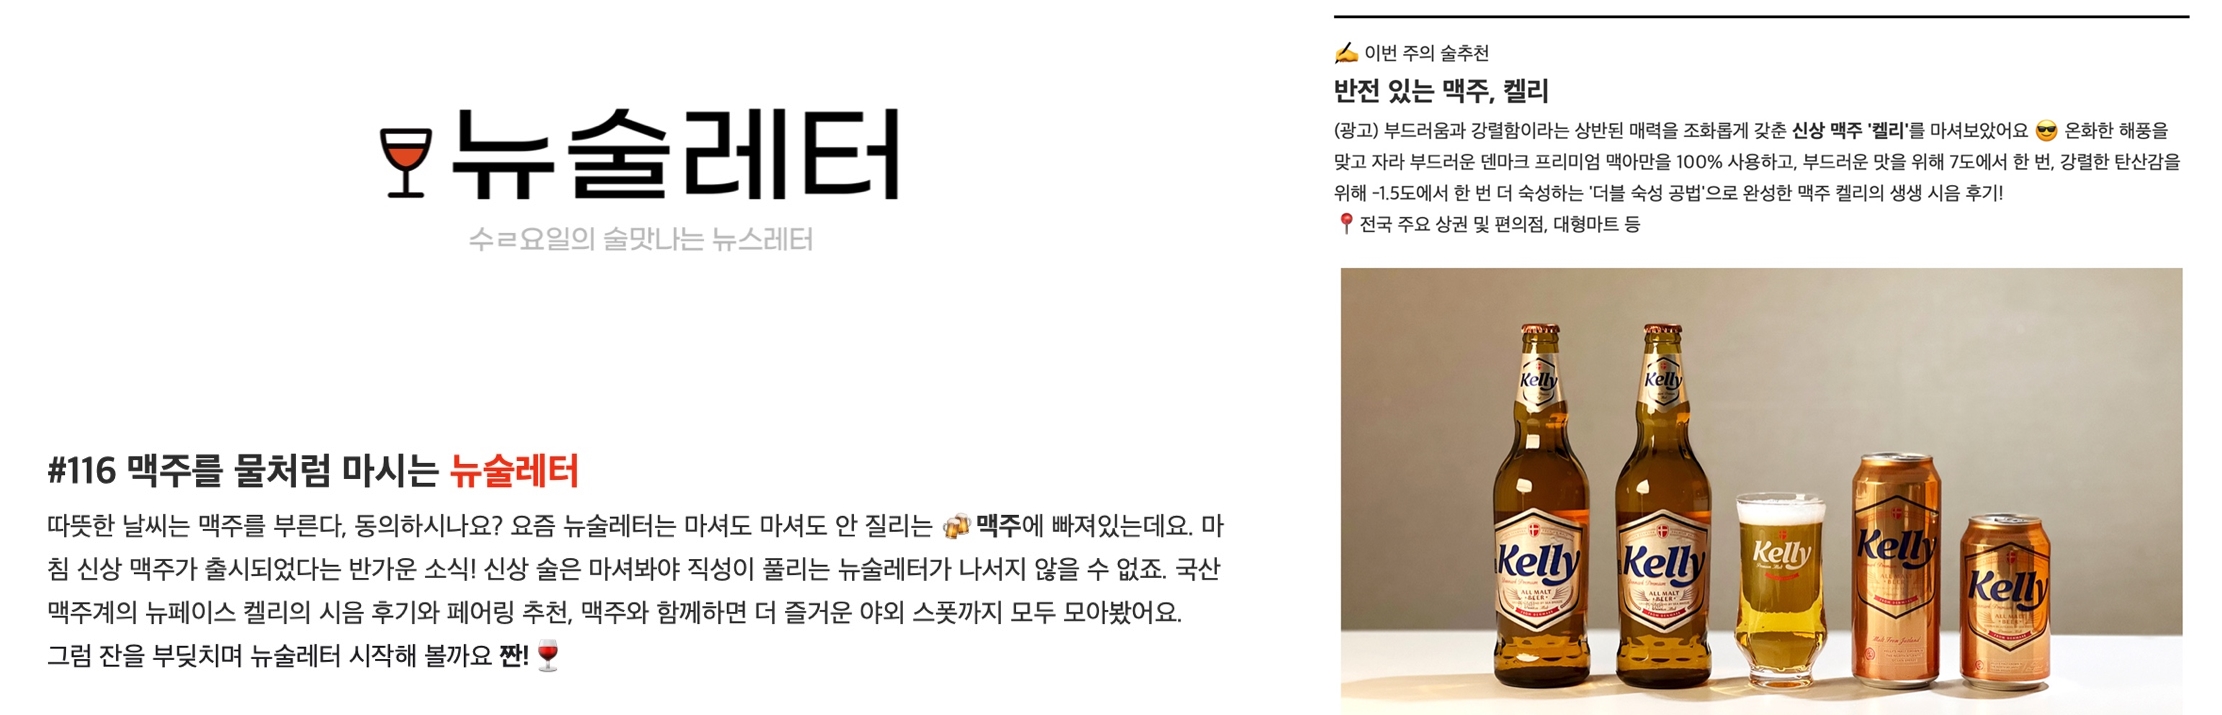 뉴술레터
수ㄹ요일의 술맛나는 뉴스레터
#116 맥주를 물처럼 마시는 뉴술레터
따뜻한 날씨는 맥주를 부른다, 동의하시나요? 요즘 뉴술레터는 마셔도 마셔도 안 질리는 🍻맥주에 빠져있는데요. 마
침 신상 맥주가 출시되었다는 반가운 소식! 신상 술은 마셔봐야 직성이 풀리는 뉴술레터가 나서지 않을 수 없죠. 국산
맥주계의 뉴페이스 켈리의 시음 후기와 페어링 추천, 맥주와 함께하면 더 즐거운 야외 스폿까지 모두 모아봤어요.
그럼 잔을 부딪치며 뉴술레터 시작해 볼까요 짠!🍷
✍️ 이번 주의 술추천
반전 있는 맥주, 켈리
(광고) 부드러움과 강렬함이라는 상반된 매력을 조화롭게 갖춘 신상 맥주 '켈리'를 마셔보았어요 😎 온화한 해풍을
맞고 자라 부드러운 덴마크 프리미엄 맥아만을 100% 사용하고, 부드러운 맛을 위해 7도에서 한 번, 강렬한 탄산감을
위해 -1.5도에서 한 번 더 숙성하는 '더블 숙성 공법'으로 완성한 맥주 켈리의 생생 시음 후기!
📍전국 주요 상권 및 편의점, 대형마트 등
Kelly
Kelly
Kelly
ALL MALT
BEER
Kelly
ALL MALT
BEER
Kelly
Kelly
ALL MALT
BEER
Kelly
ALL MALT
BEER